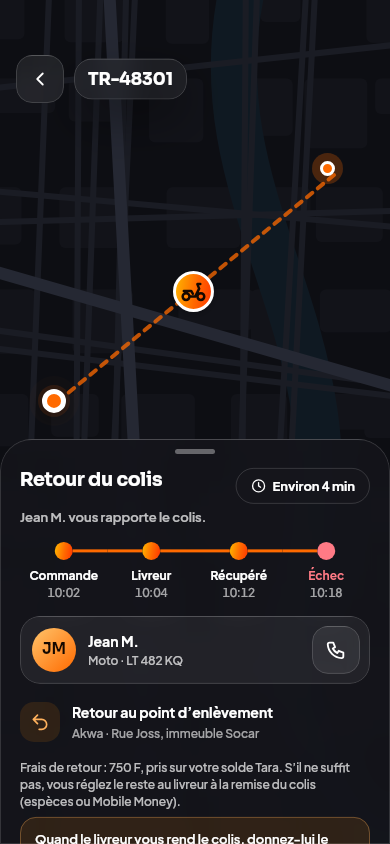 TR-48301
Retour du colis
Environ 4 min
Jean M. vous rapporte le colis.
Commande Livreur Récupéré Échec
10:02 10:04 10:12 10:18
JM
Jean M.
Moto · LT 482 KQ
Retour au point d’enlèvement
Akwa · Rue Joss, immeuble Socar
Frais de retour : 750 F, pris sur votre solde Tara. S’il ne suffit
pas, vous réglez le reste au livreur à la remise du colis
(espèces ou Mobile Money).
Quand le livreur vous rend le colis, donnez-lui le